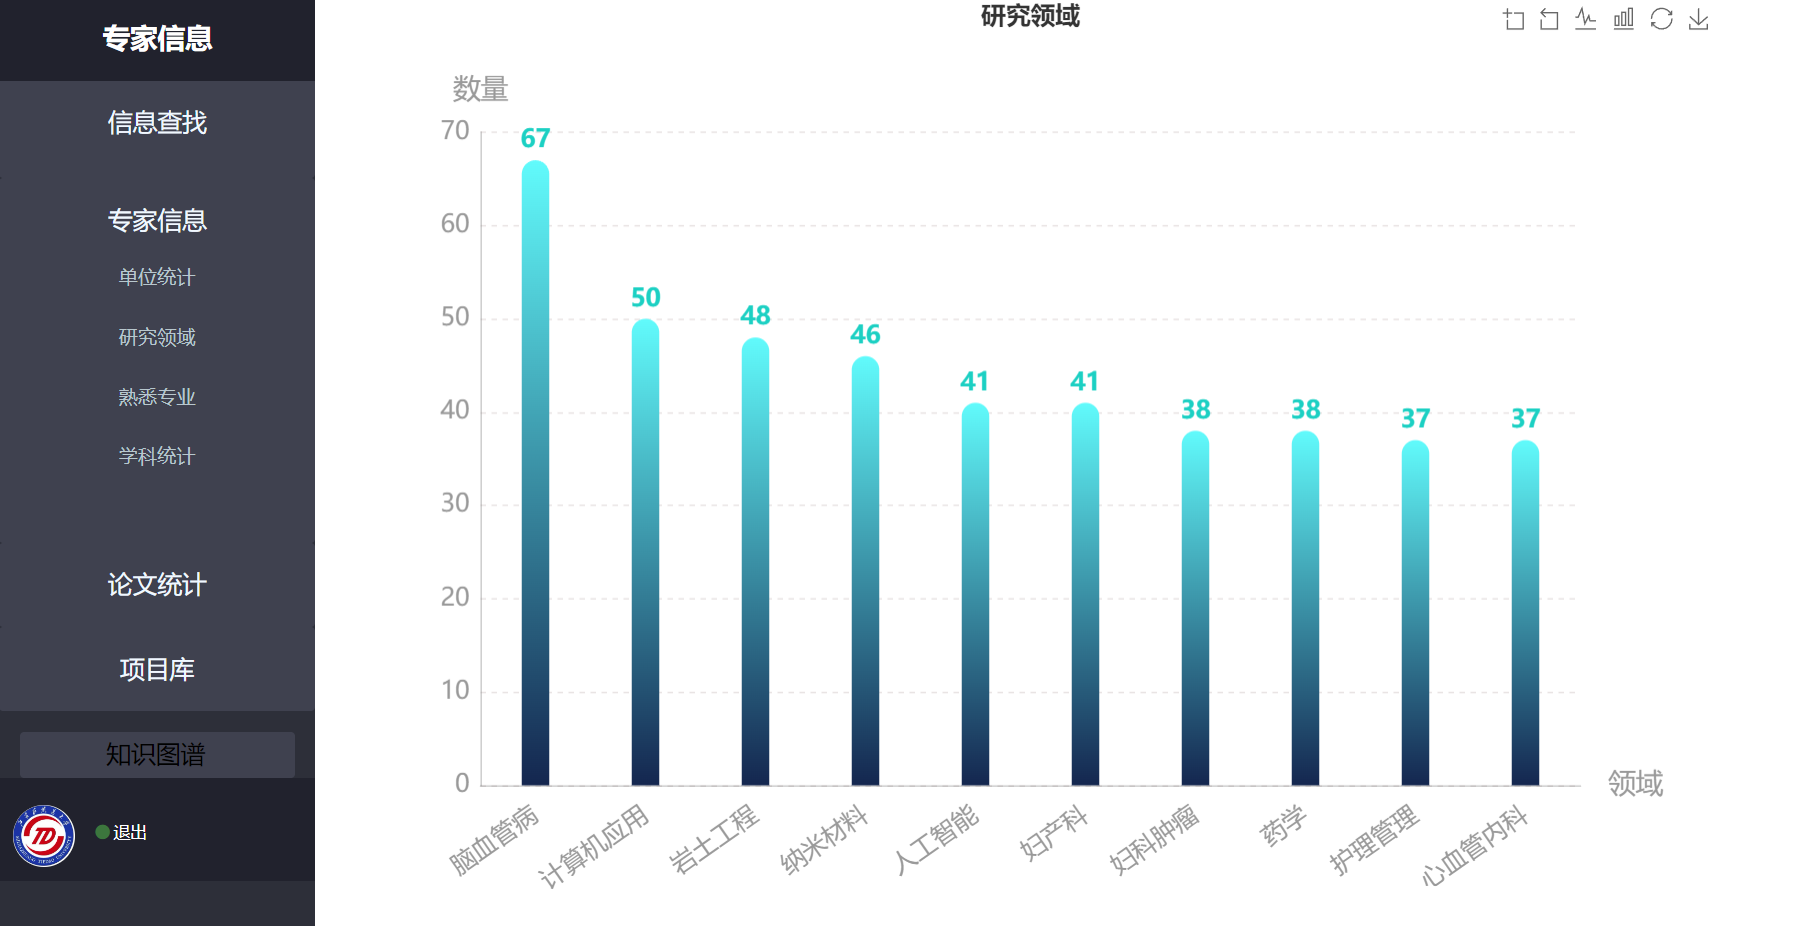 专家信息
信息查找
专家信息
单位统计
研究领域
熟悉专业
学科统计
论文统计
项目库
知识图谱
退出
研究领域
数量
70
60
50
40
30
20
10
0
67
50
48
46
41
41
38
38
37
37
脑血管病
计算机应用
岩土工程
纳米材料
人工智能
妇产科
妇科肿瘤
药学
护理管理
心血管内科
领域